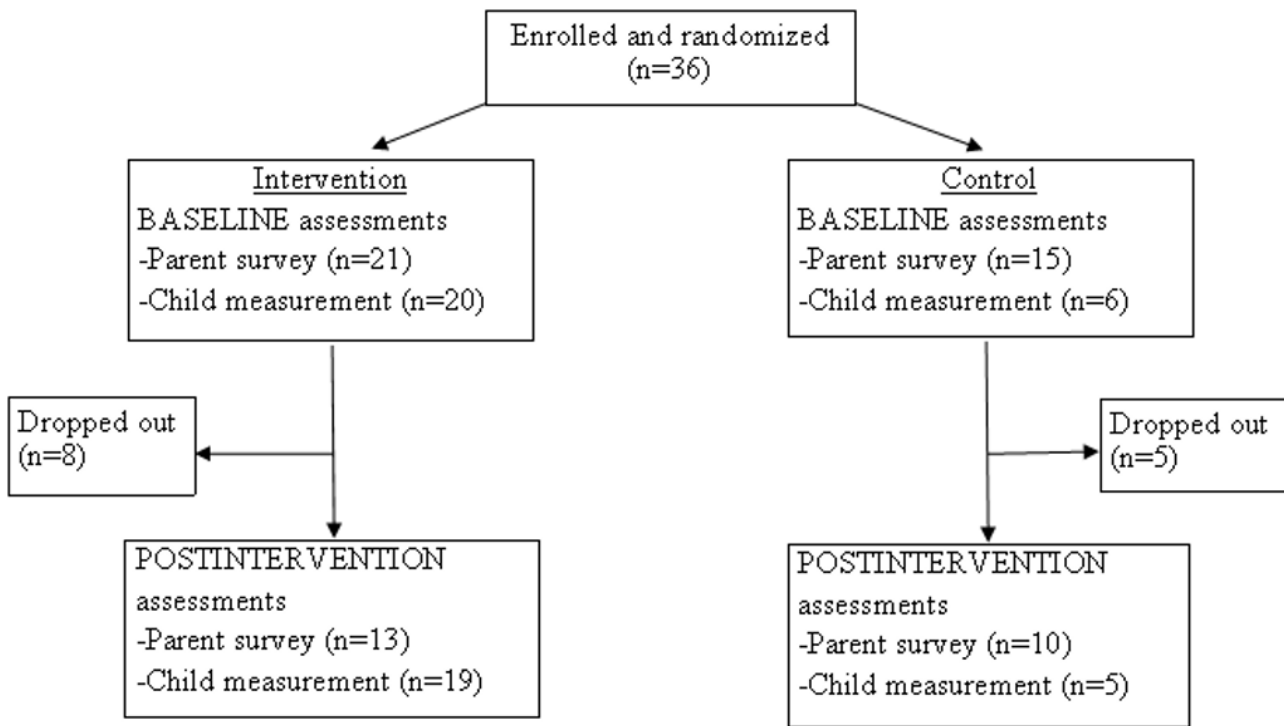 Enrolled and randomized
(n=36)
Intervention
BASELINE assessments
-Parent survey (n=21)
-Child measurement (n=20)
Control
BASELINE assessments
-Parent survey (n=15)
-Child measurement (n=6)
Dropped out
(n=8)
Dropped out
(n=5)
POSTINTERVENTION
assessments
-Parent survey (n=13)
-Child measurement (n=19)
POSTINTERVENTION
assessments
-Parent survey (n=10)
-Child measurement (n=5)